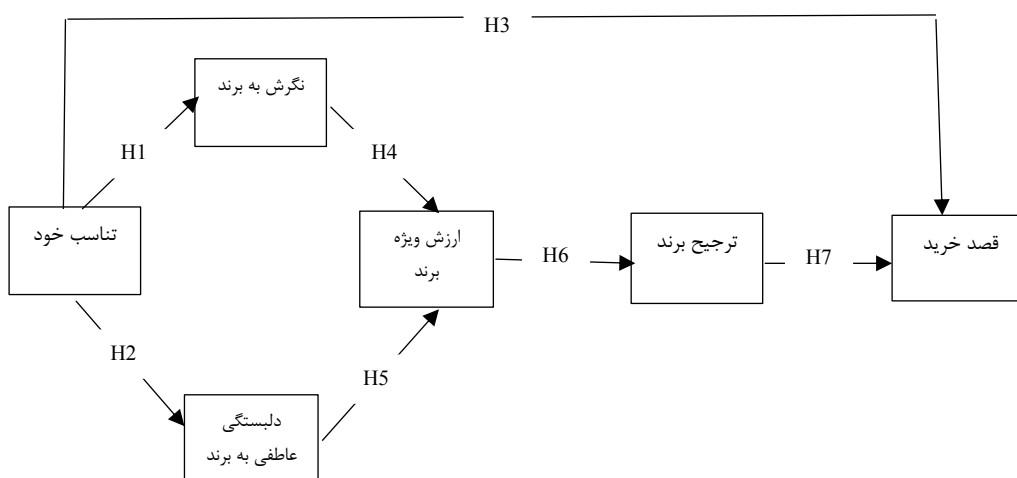 H3
نگرش به برند
H1
H4
تناسب خود
ارزش ویژه
برند
H6
ترجیح برند
H7
قصد خرید
H2
H5
دلبستگی
عاطفی به برند